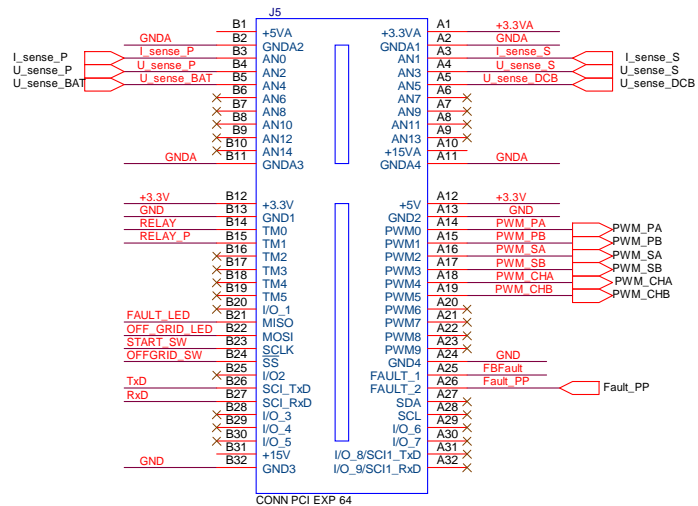 J5
B1 +5VA +3.3VA A1 +3.3VA
GNDA B2 GNDA2 GNDA1 A2 GNDA
I_sense_P I_sense_P B3 AN0 AN1 A3 I_sense_S I_sense_S
U_sense_P U_sense_P B4 AN2 AN3 A4 U_sense_S U_sense_S
U_sense_BAT U_sense_BAT B5 AN4 AN5 A5 U_sense_DCB U_sense_DCB
B6 AN6 AN7 A6
B7 AN8 AN9 A7
B8 AN10 AN11 A8
B9 AN12 AN13 A9
B10 AN14 +15VA A10
GNDA B11 GNDA3 GNDA4 A11 GNDA
+3.3V B12 +3.3V +5V A12 +3.3V
GND B13 GND1 GND2 A13 GND
RELAY B14 TM0 PWM0 A14 PWM_PA PWM_PA
RELAY_P B15 TM1 PWM1 A15 PWM_PB PWM_PB
B16 TM2 PWM2 A16 PWM_SA PWM_SA
B17 TM3 PWM3 A17 PWM_SB PWM_SB
B18 TM4 PWM4 A18 PWM_CHA PWM_CHA
B19 TM5 PWM5 A19 PWM_CHB PWM_CHB
B20 I/O_1 PWM6 A20
FAULT_LED B21 MISO PWM7 A21
OFF_GRID_LED B22 MOSI PWM8 A22
START_SW B23 SCLK PWM9 A23
OFFGRID_SW B24 SS GND4 A24 GND
B25 I/O2 FAULT_1 A25 FBFault
TxD B26 SCI_TxD FAULT_2 A26 Fault_PP Fault_PP
RxD B27 SCI_RxD SDA A27
B28 I/O_3 SCL A28
B29 I/O_4 I/O_6 A29
B30 I/O_5 I/O_7 A30
B31 +15V I/O_8/SCI1_TxD A31
GND B32 GND3 I/O_9/SCI1_RxD A32
CONN PCI EXP 64